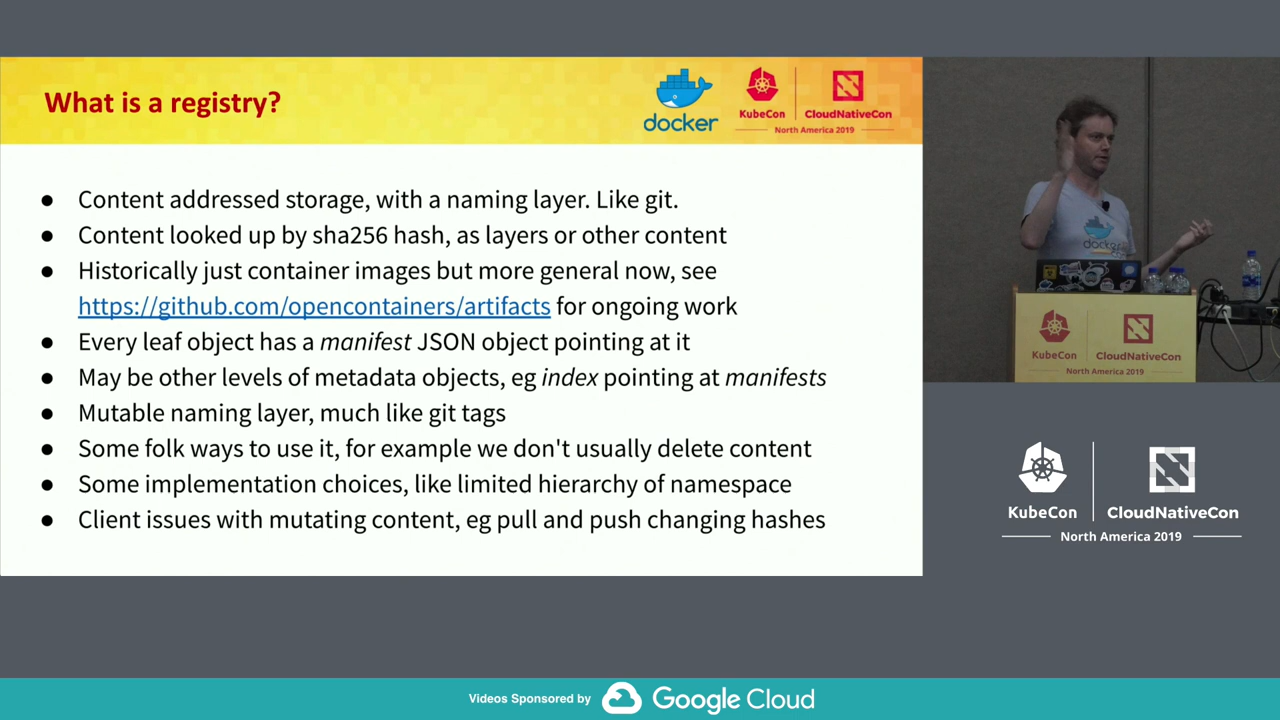 What is a registry?
docker
KubeCon
CloudNativeCon
North America 2019
● Content addressed storage, with a naming layer. Like git.
● Content looked up by sha256 hash, as layers or other content
● Historically just container images but more general now, see
https://github.com/opencontainers/artifacts for ongoing work
● Every leaf object has a manifest JSON object pointing at it
● May be other levels of metadata objects, eg index pointing at manifests
● Mutable naming layer, much like git tags
● Some folk ways to use it, for example we don't usually delete content
● Some implementation choices, like limited hierarchy of namespace
● Client issues with mutating content, eg pull and push changing hashes
docker
KubeCon
CloudNativeCon
North America 2019
KubeCon
CloudNativeCon
North America 2019
Videos Sponsored by
Google Cloud